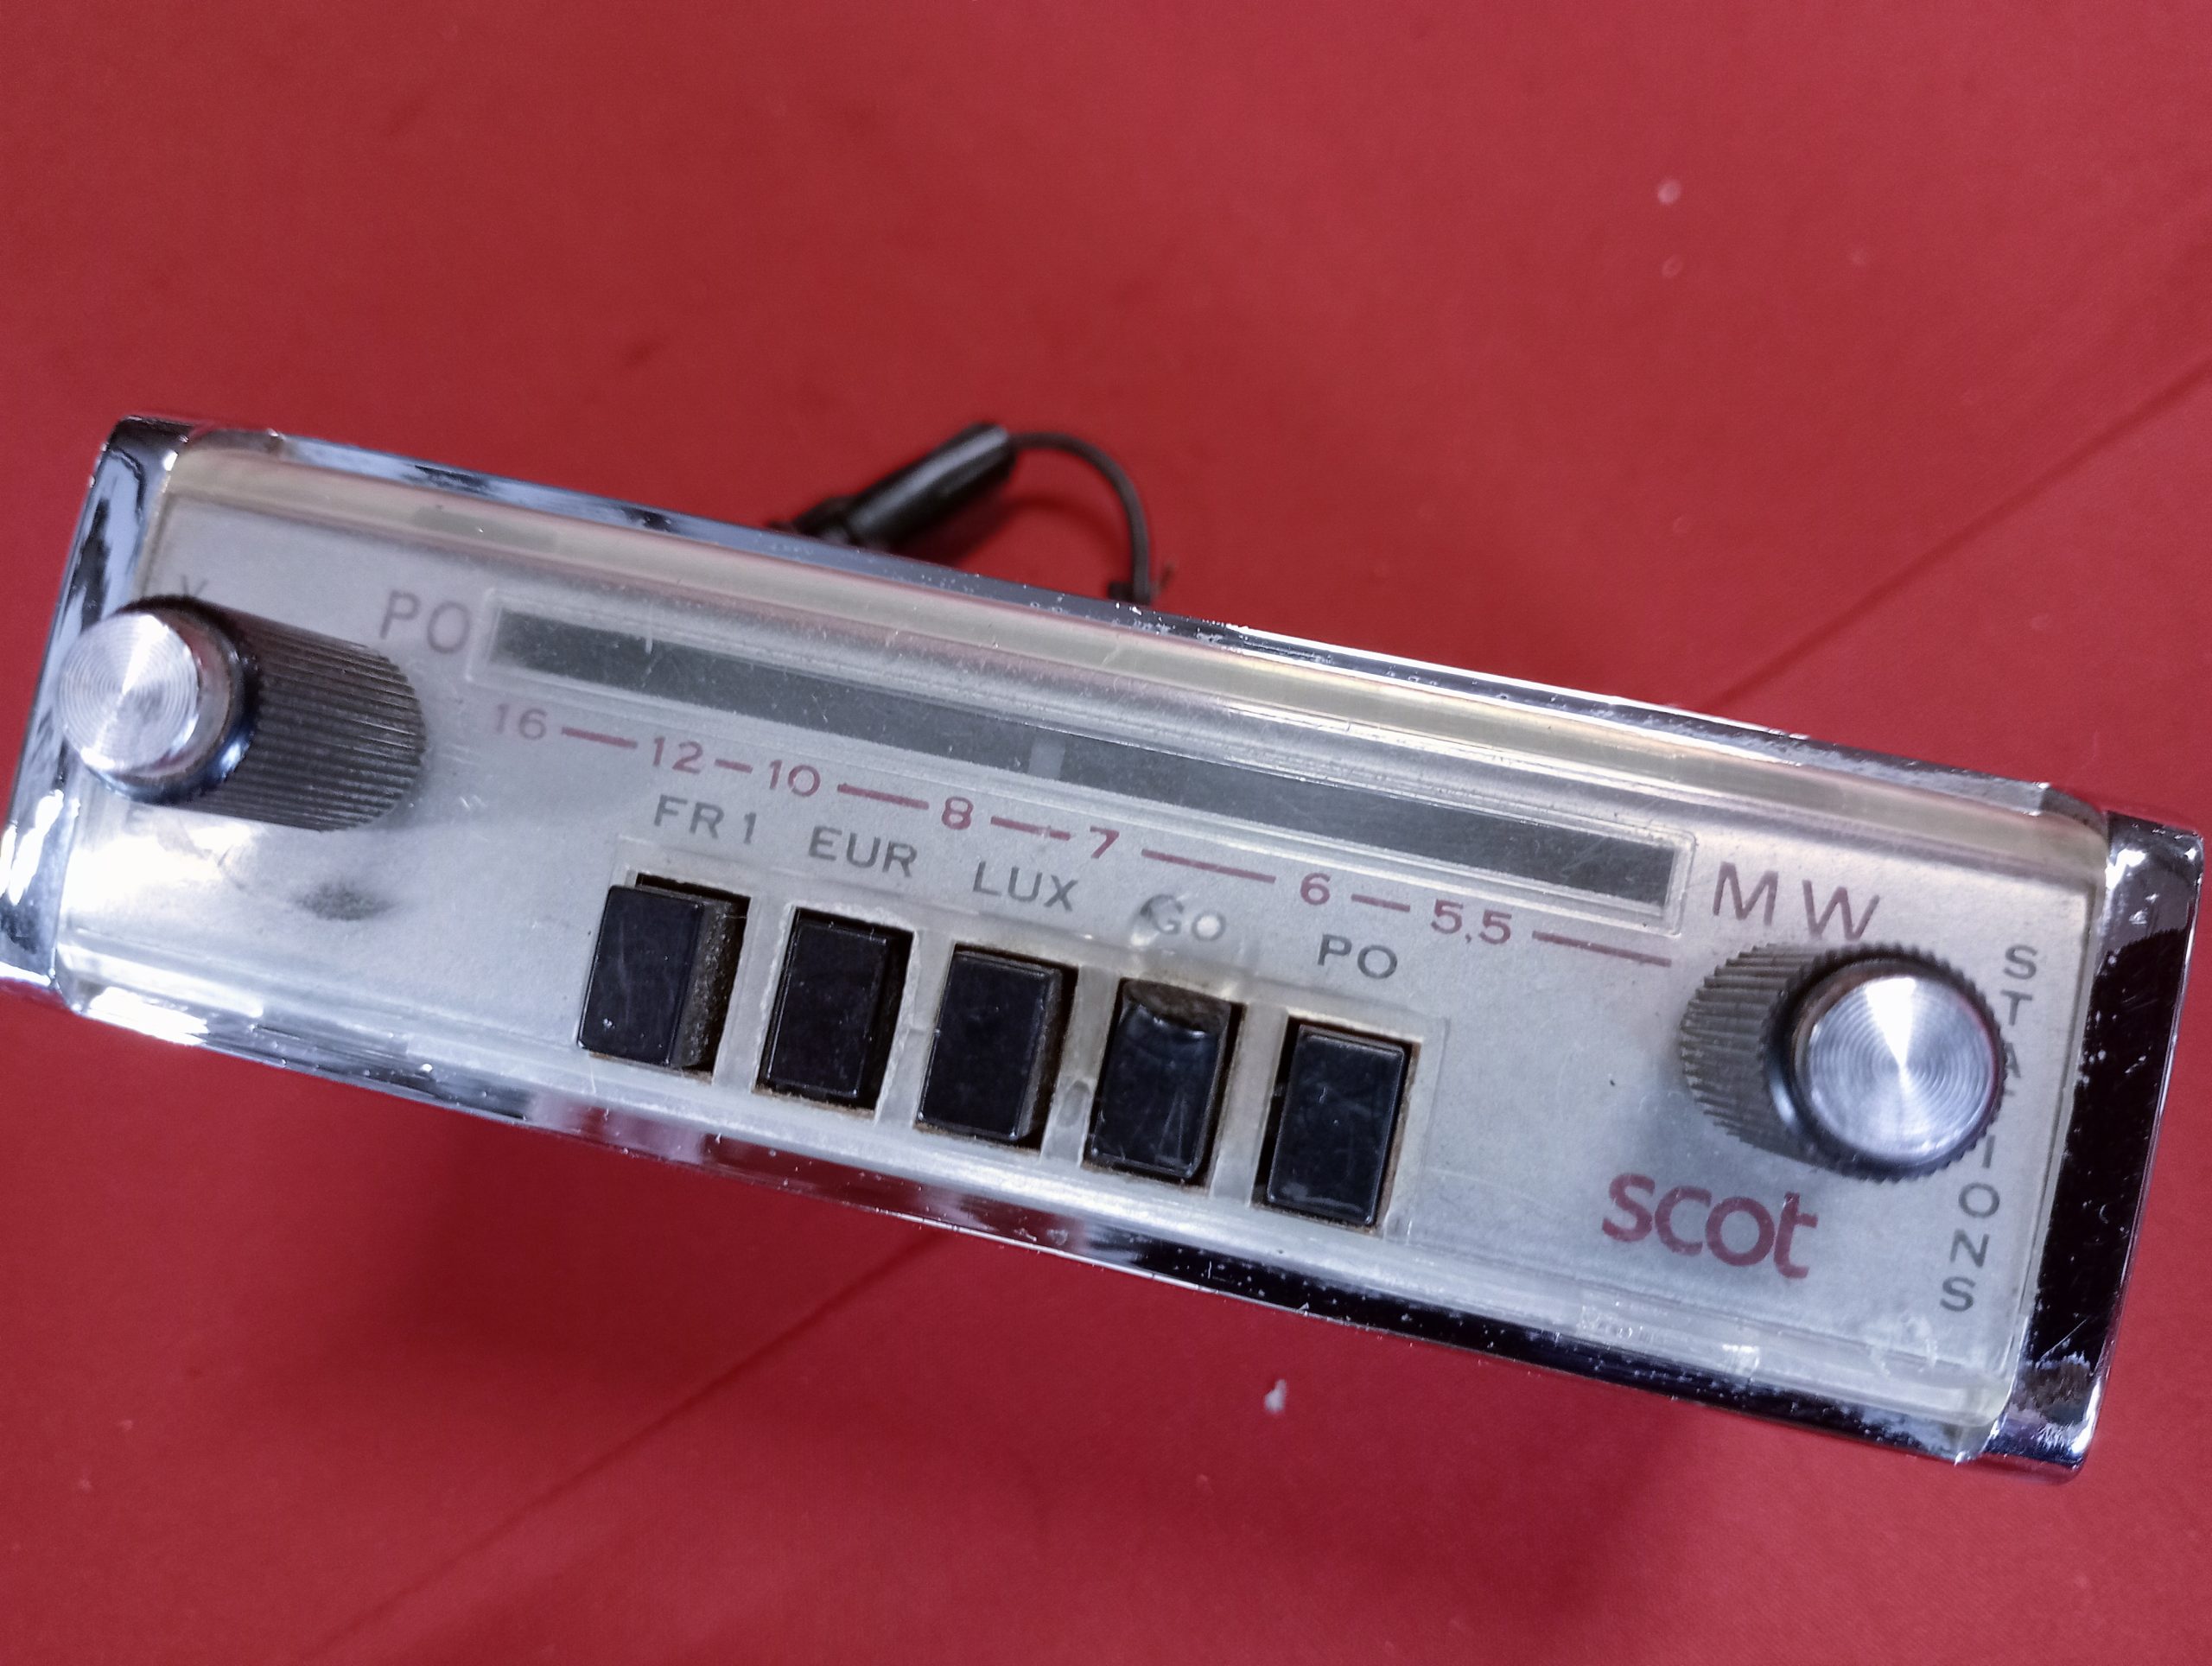 PO
MW
16 — 12 — 10 — 8 — 7 — 6 — 5,5 —
FR1 EUR LUX GO PO
STATIONS
scot